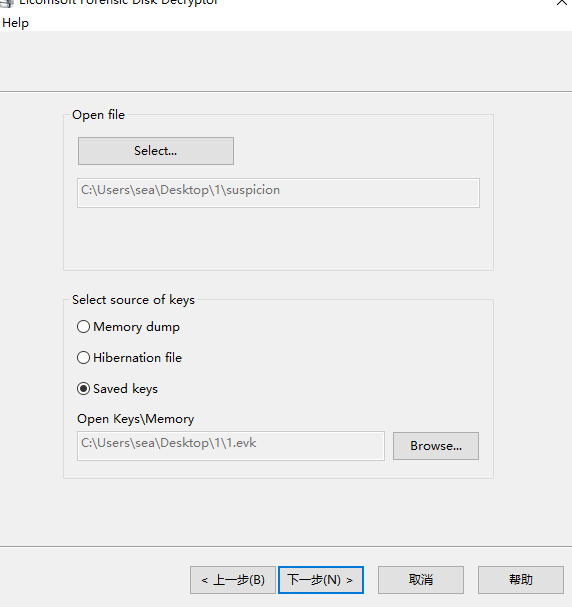 Elcomsoft Forensic Disk Decryptor
Help
Open file
Select...
C:\Users\sea\Desktop\1\suspicion
Select source of keys
Memory dump
Hibernation file
Saved keys
Open Keys\Memory
C:\Users\sea\Desktop\1\1.evk
Browse...
< 上一步(B)
下一步(N) >
取消
帮助